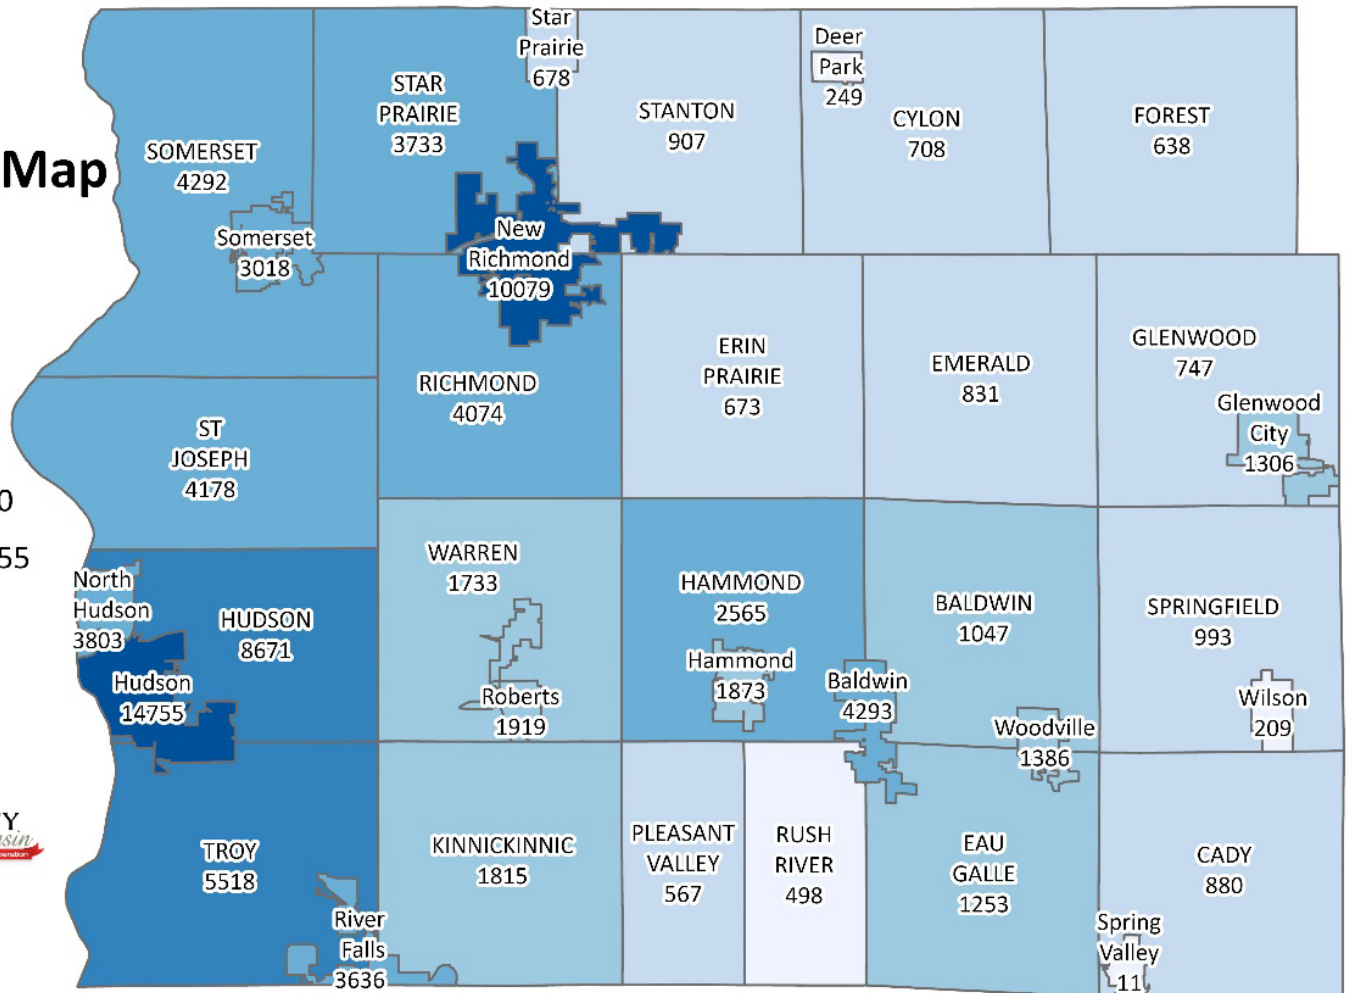 Map
SOMERSET
4292
Somerset
3018
STAR
PRAIRIE
3733
Star
Prairie
678
STANTON
907
Deer
Park
249
CYLON
708
FOREST
638
New
Richmond
10079
RICHMOND
4074
ERIN
PRAIRIE
673
EMERALD
831
GLENWOOD
747
Glenwood
City
1306
ST
JOSEPH
4178
0
55
North
Hudson
3803
HUDSON
8671
Hudson
14755
WARREN
1733
Roberts
1919
HAMMOND
2565
Hammond
1873
Baldwin
4293
BALDWIN
1047
Woodville
1386
SPRINGFIELD
993
Wilson
209
TY
TROY
5518
River
Falls
3636
KINNICKINNIC
1815
PLEASANT
VALLEY
567
RUSH
RIVER
498
EAU
GALLE
1253
CADY
880
Spring
Valley
11